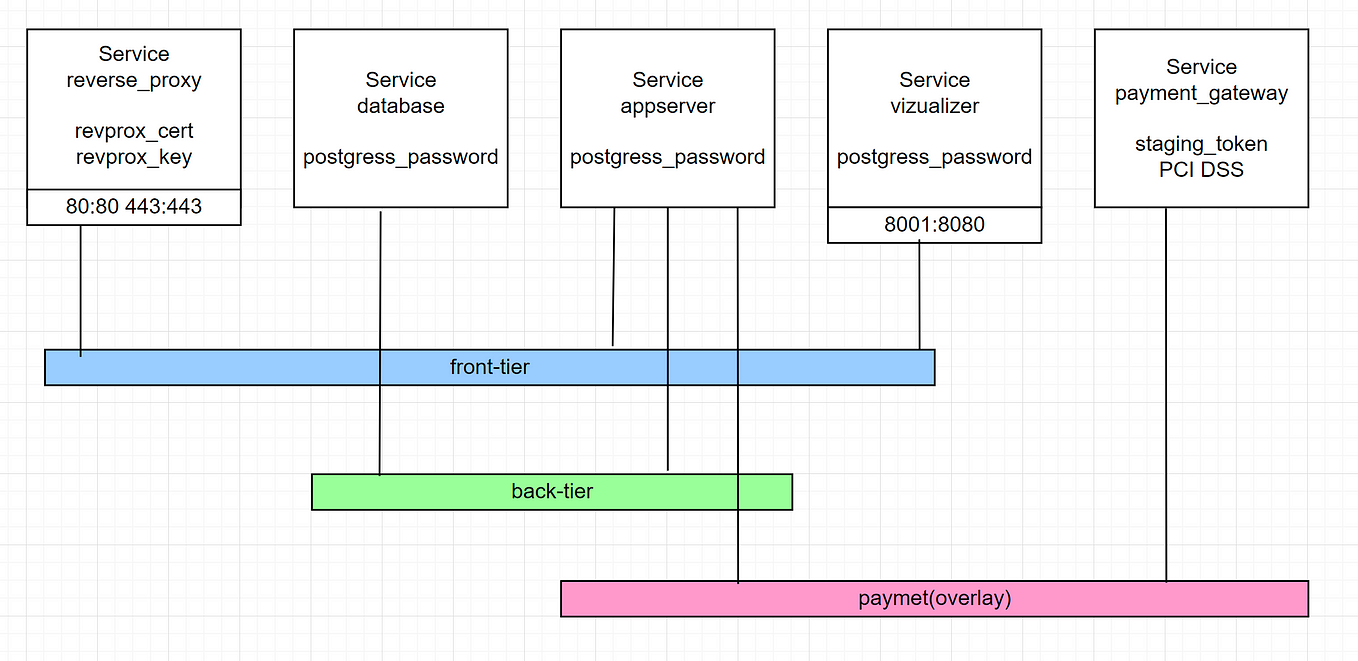 Service
reverse_proxy
revprox_cert
revprox_key
80:80 443:443
Service
database
postgress_password
Service
appserver
postgress_password
Service
vizualizer
postgress_password
8001:8080
Service
payment_gateway
staging_token
PCI DSS
front-tier
back-tier
paymet(overlay)